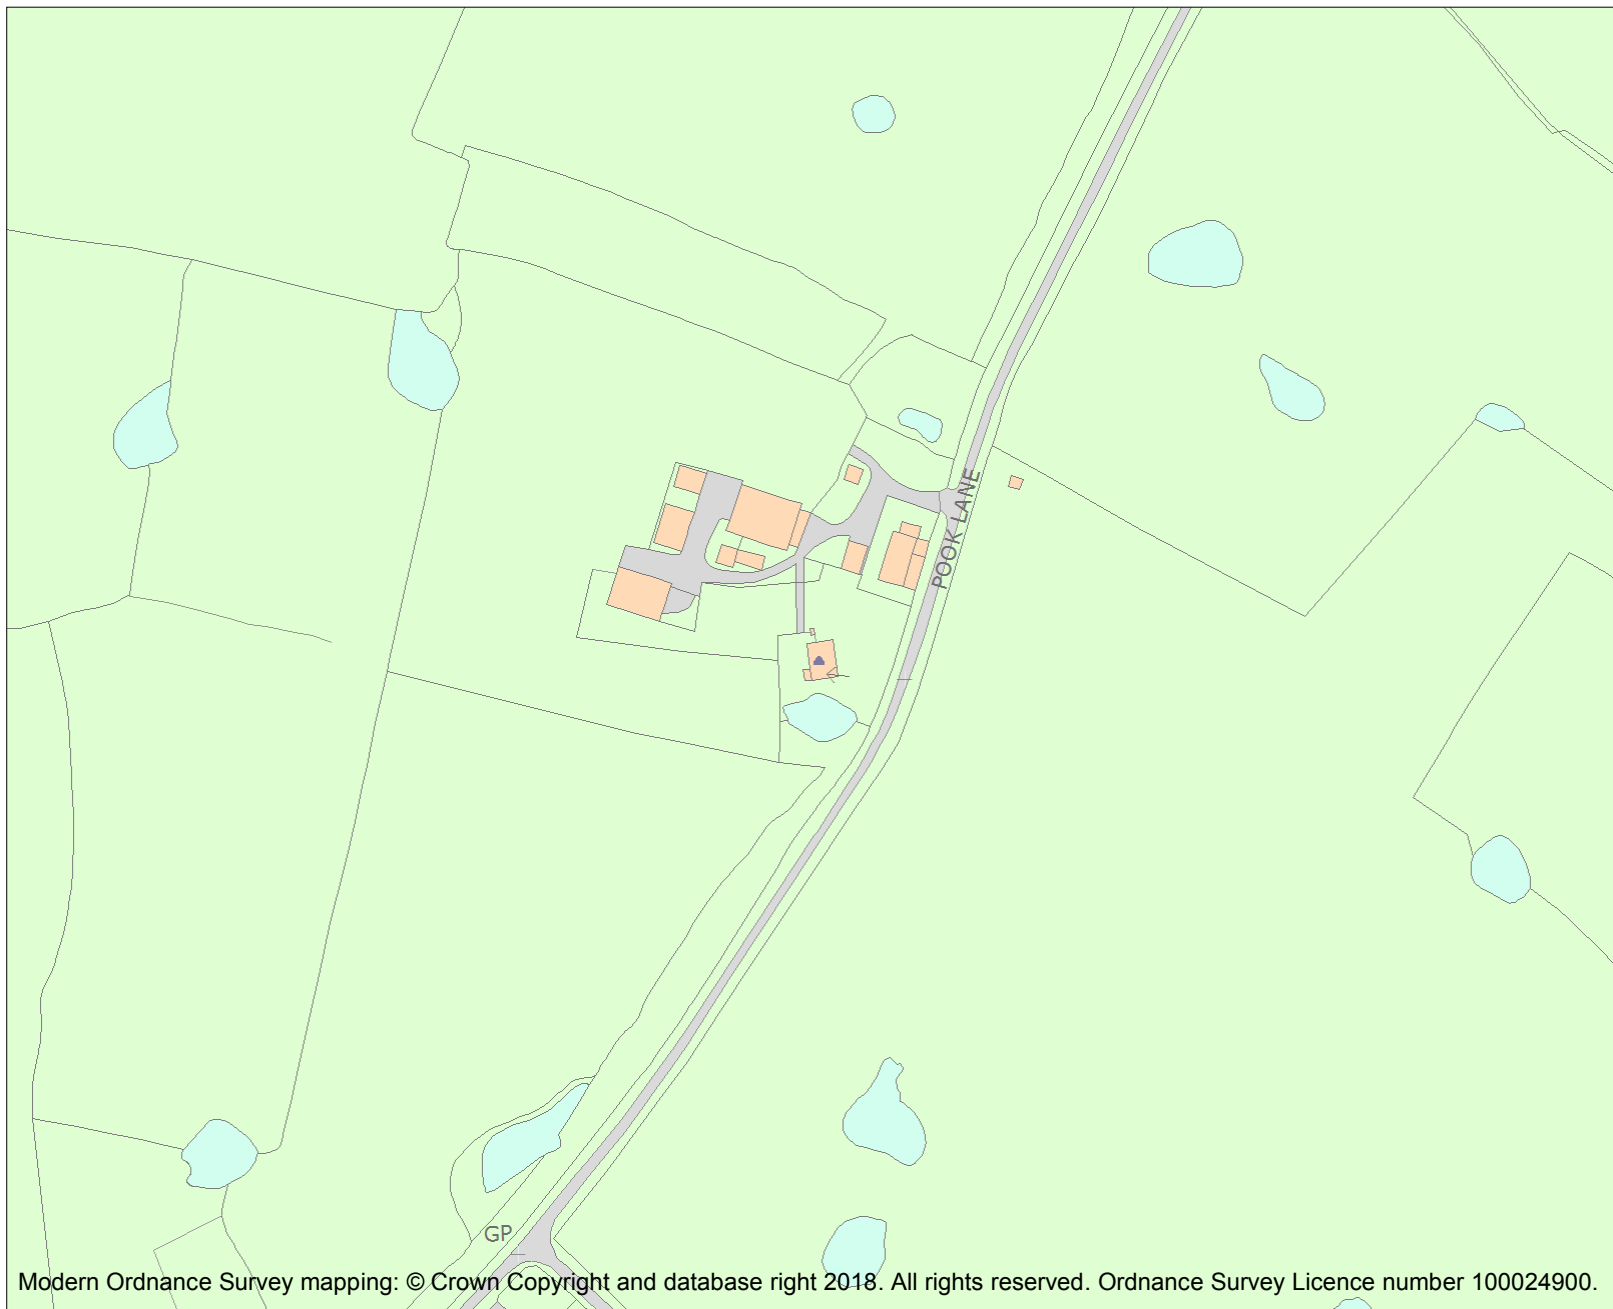 POOK LANE
GP
Modern Ordnance Survey mapping: © Crown Copyright and database right 2018. All rights reserved. Ordnance Survey Licence number 100024900.